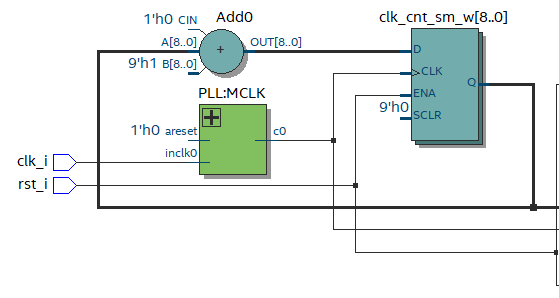 1'h0 CIN
Add0
clk_cnt_sm_w[8..0]
A[8..0]
OUT[8..0]
D
9'h1 B[8..0]
+
CLK
PLL:MCLK
ENA
Q
9'h0
SCLR
1'h0 areset
c0
inclk0
clk_i
rst_i